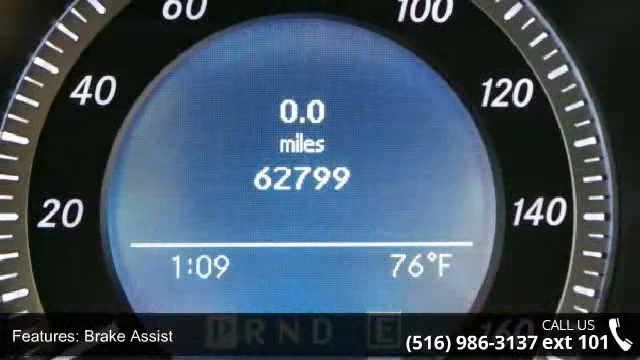 60 100
40 120
0.0
miles
62799
20 140
1:09 76°F
P R N D E 160
CALL US
Features: Brake Assist
(516) 986-3137 ext 101